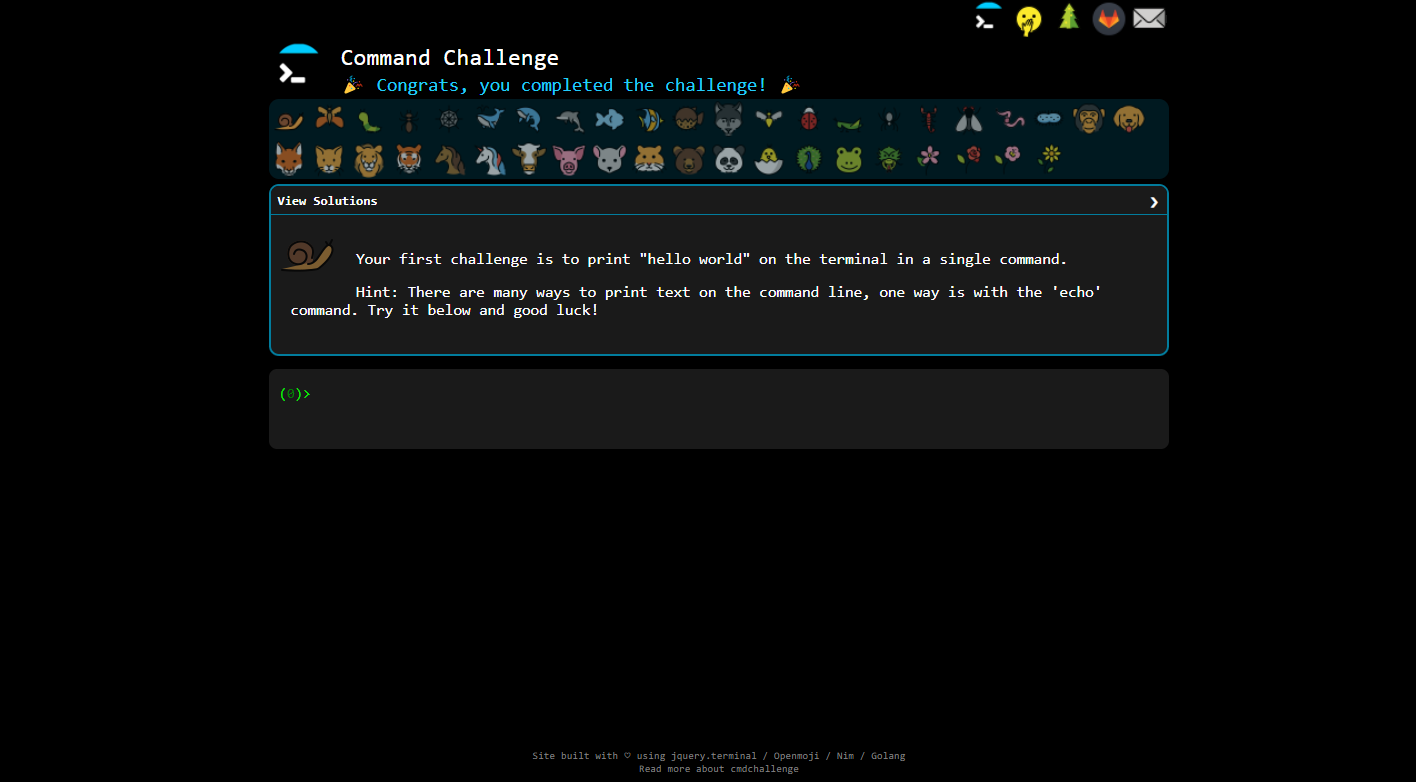 Command Challenge
🎉 Congrats, you completed the challenge! 🎉
View Solutions
Your first challenge is to print "hello world" on the terminal in a single command.
Hint: There are many ways to print text on the command line, one way is with the 'echo'
command. Try it below and good luck!
(0)>
Site built with ♡ using jquery.terminal / Openmoji / Nim / Golang
Read more about cmdchallenge